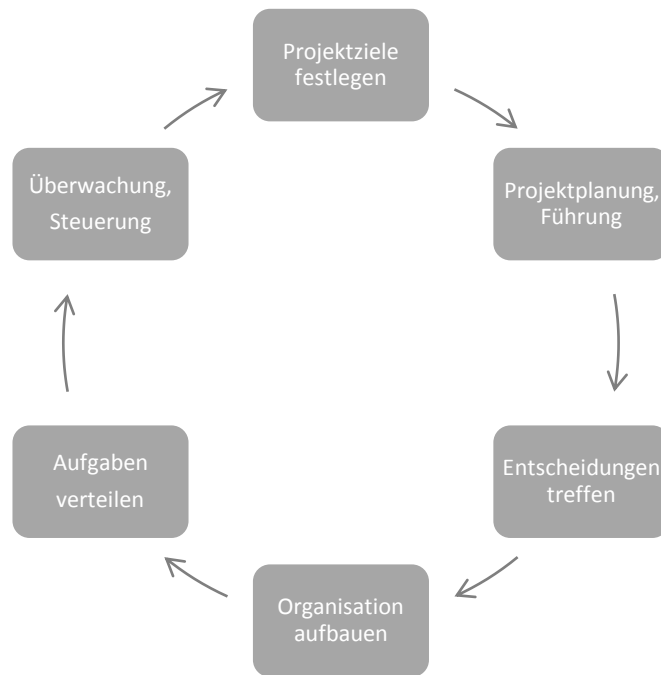 Projektziele
festlegen
Projektplanung,
Führung
Entscheidungen
treffen
Organisation
aufbauen
Aufgaben
verteilen
Überwachung,
Steuerung